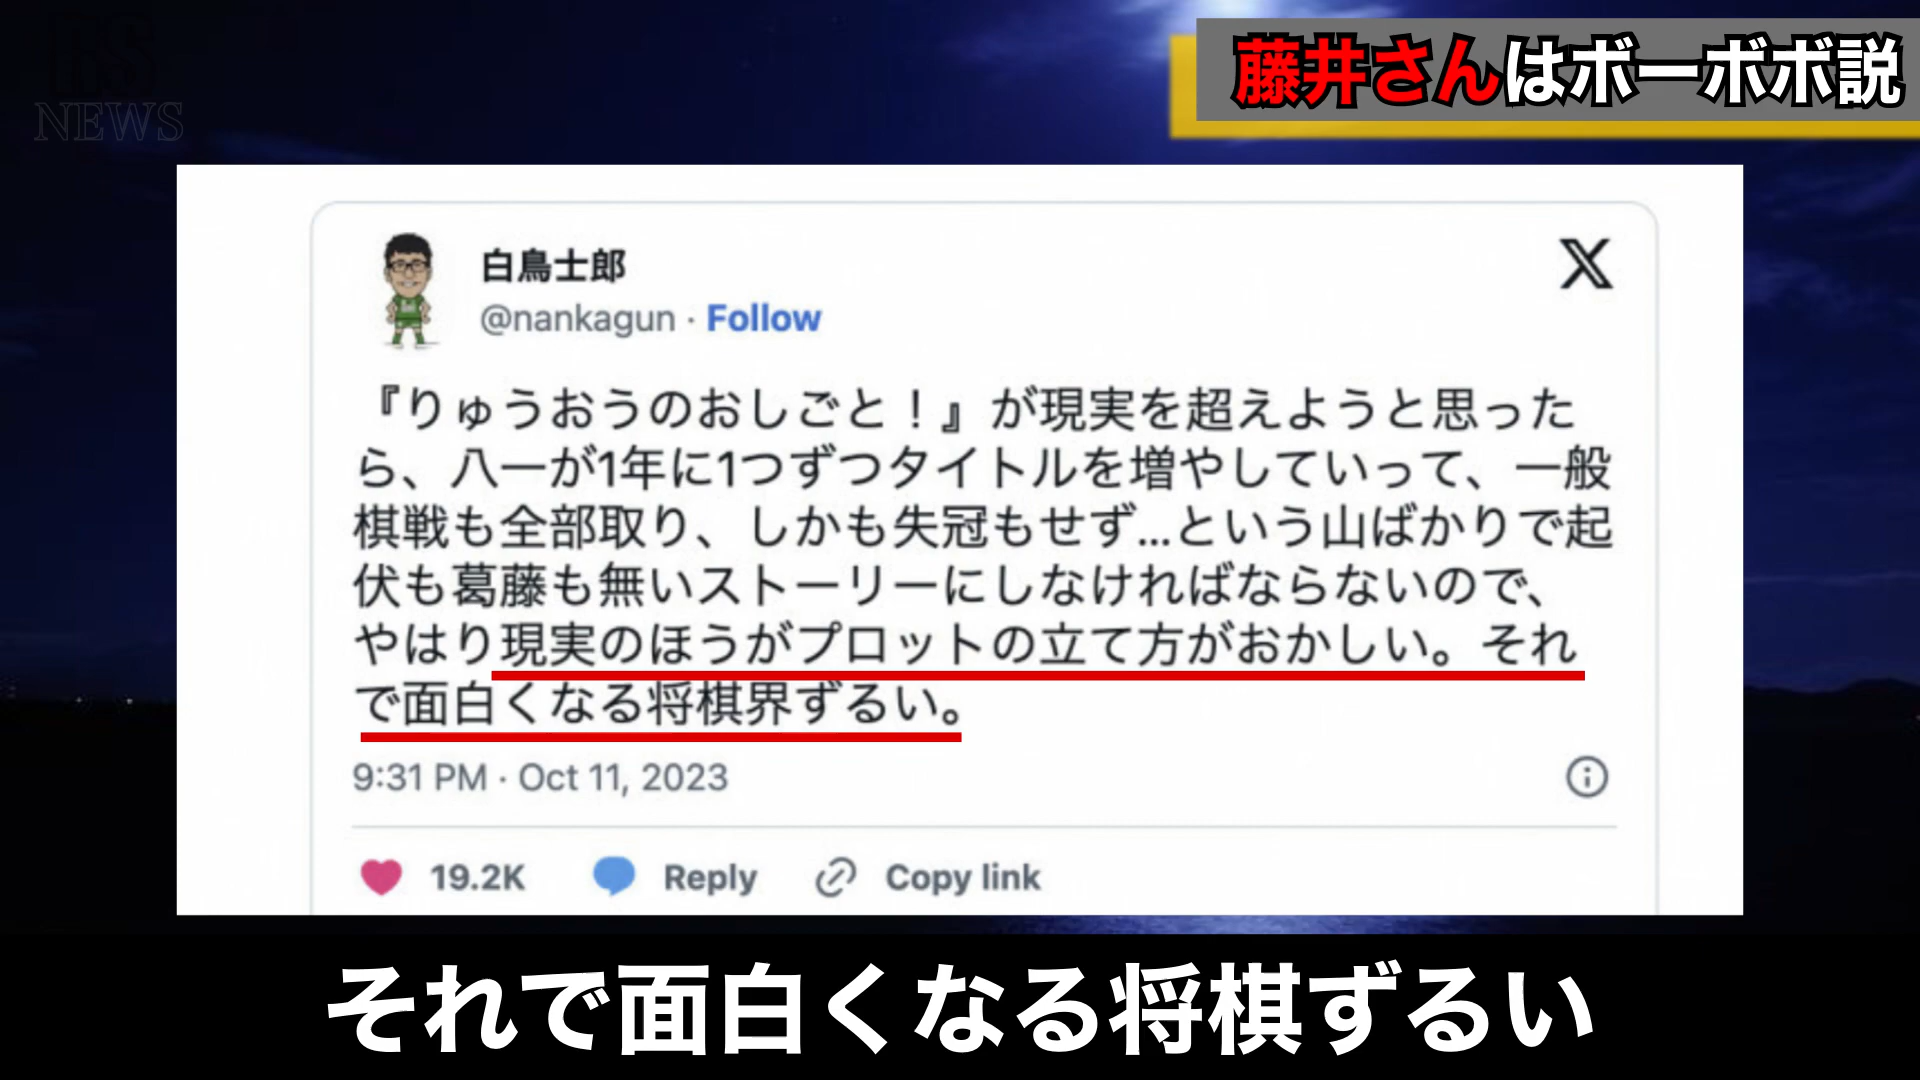 RS
NEWS
藤井さんはボーボボ説
白鳥士郎
@nankagun · Follow
『りゅうおうのおしごと！』が現実を超えようと思った
ら、八一が1年に1つずつタイトルを増やしていって、一般
棋戦も全部取り、しかも失冠もせず…という山ばかりで起
伏も葛藤も無いストーリーにしなければならないので、
やはり現実のほうがプロットの立て方がおかしい。それ
で面白くなる将棋界ずるい。
9:31 PM · Oct 11, 2023
19.2K Reply Copy link
それで面白くなる将棋ずるい